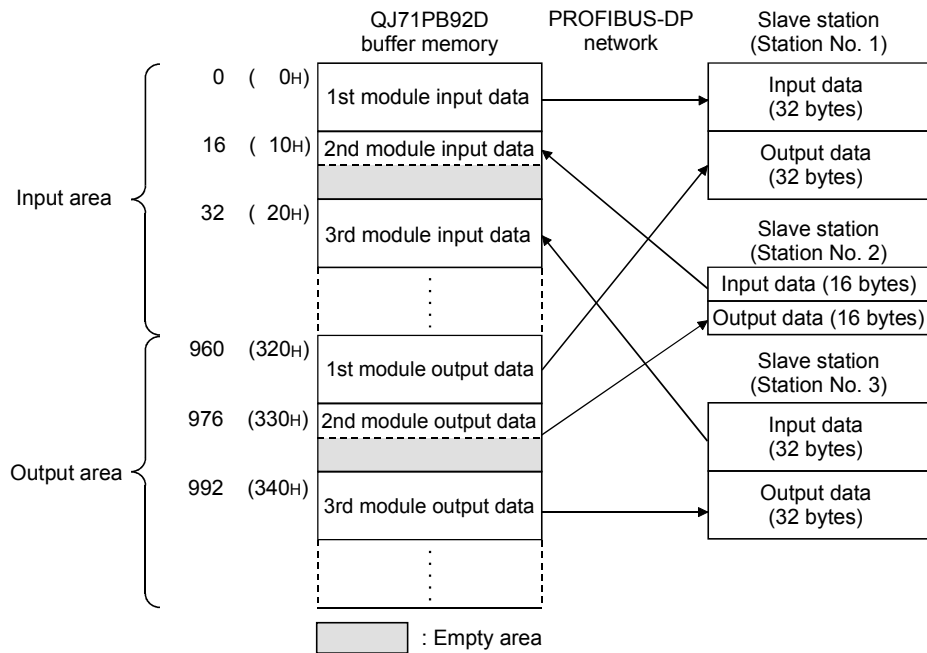 QJ71PB92D
buffer memory
PROFIBUS-DP
network
Slave station
(Station No. 1)
0 ( 0H)
1st module input data
Input data
(32 bytes)
16 ( 10H)
2nd module input data
Output data
(32 bytes)
Input area
32 ( 20H)
3rd module input data
Slave station
(Station No. 2)
Input data (16 bytes)
Output data (16 bytes)
960 (320H)
1st module output data
Slave station
(Station No. 3)
976 (330H)
2nd module output data
Input data
(32 bytes)
Output area
992 (340H)
3rd module output data
Output data
(32 bytes)
: Empty area